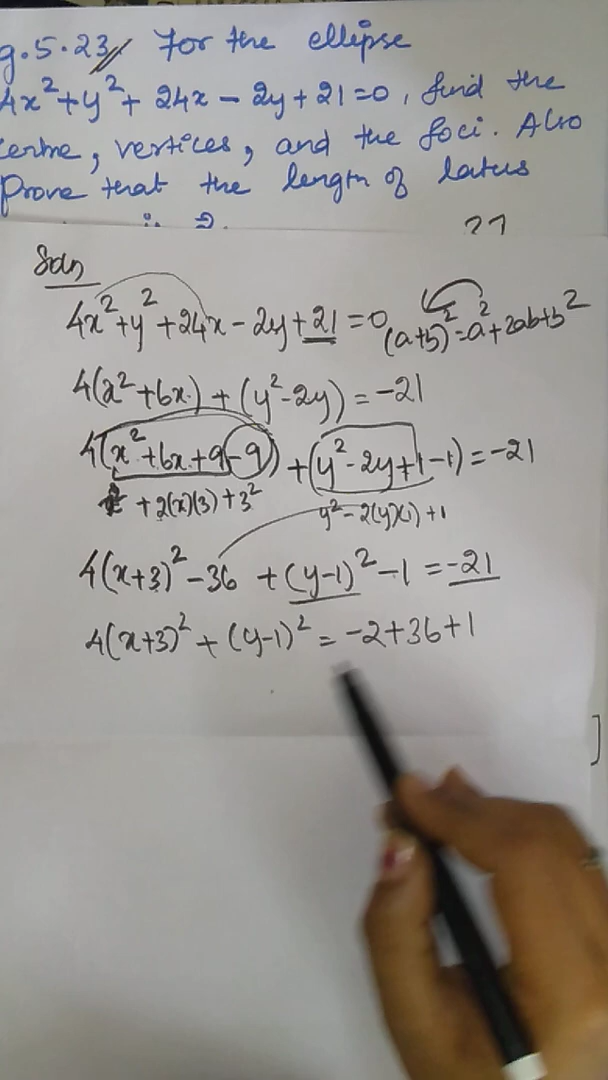 g.5.23// For the ellipse
4x²+y²+ 24x - 2y+21=0, find the
centre, vertices, and the foci. Also
Prove that the length of latus
is 2.
Soln
4x²+y²+24x-2y+21=0
(a+b)²=a²+2ab+b²
4(x²+6x)+(y²-2y)=-21
4(x²+6x+9-9)+(y²-2y+1-1)=-21
+2(x)(3)+3²
y²-2(y)(1)+1
4(x+3)²-36+(y-1)²-1=-21
4(x+3)²+(y-1)²=-2+36+1